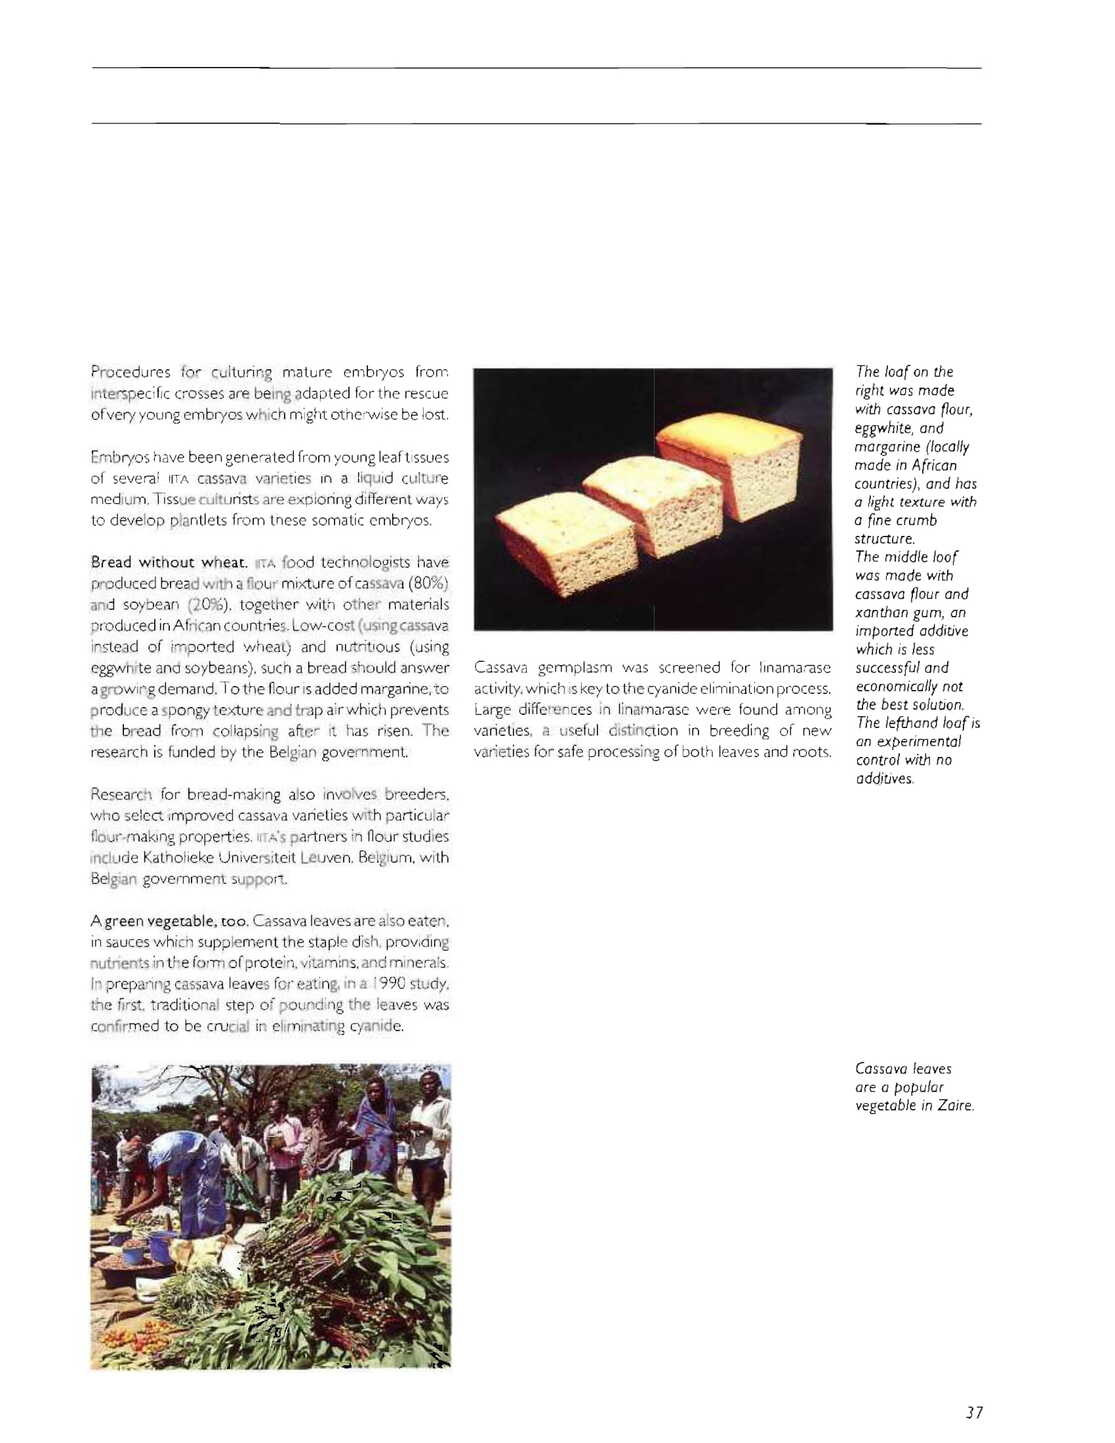 Procedures for culturing mature embryos from
interspecific crosses are being adapted for the rescue
of very young embryos which might otherwise be lost.
Embryos have been generated from young leaf tissues
of several IITA cassava varieties in a liquid culture
medium. Tissue culturists are exploring different ways
to develop plantlets from these somatic embryos.
Bread without wheat. IITA food technologists have
produced bread with a flour mixture of cassava (80%)
and soybean (20%), together with other materials
produced in African countries. Low-cost (using cassava
instead of imported wheat) and nutritious (using
eggwhite and soybeans), such a bread should answer
a growing demand. To the flour is added margarine, to
produce a spongy texture and trap air which prevents
the bread from collapsing after it has risen. The
research is funded by the Belgian government.
Research for bread-making also involves breeders,
who select improved cassava varieties with particular
flour-making properties. IITA's partners in flour studies
include Katholieke Universiteit Leuven, Belgium, with
Belgian government support.
A green vegetable, too. Cassava leaves are also eaten,
in sauces which supplement the staple dish, providing
nutrients in the form of protein, vitamins, and minerals.
In preparing cassava leaves for eating, in a 1990 study,
the first, traditional step of pounding the leaves was
confirmed to be crucial in eliminating cyanide.
Cassava germplasm was screened for linamarase
activity, which is key to the cyanide elimination process.
Large differences in linamarase were found among
varieties, a useful distinction in breeding of new
varieties for safe processing of both leaves and roots.
The loaf on the
right was made
with cassava flour,
eggwhite, and
margarine (locally
made in African
countries), and has
a light texture with
a fine crumb
structure.
The middle loaf
was made with
cassava flour and
xanthan gum, an
imported additive
which is less
successful and
economically not
the best solution.
The lefthand loaf is
an experimental
control with no
additives.
Cassava leaves
are a popular
vegetable in Zaire.
37